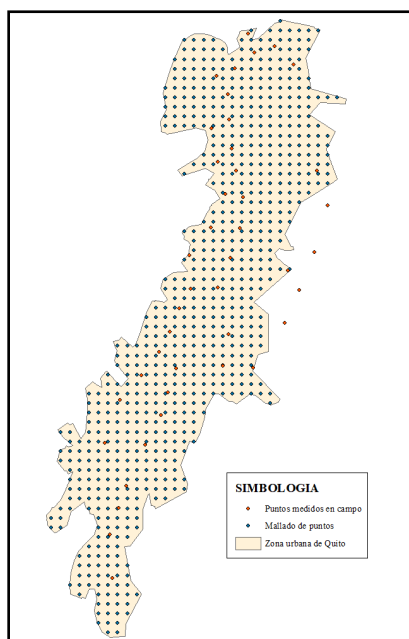 SIMBOLOGIA
Puntos medidos en campo
Mallado de puntos
Zona urbana de Quito